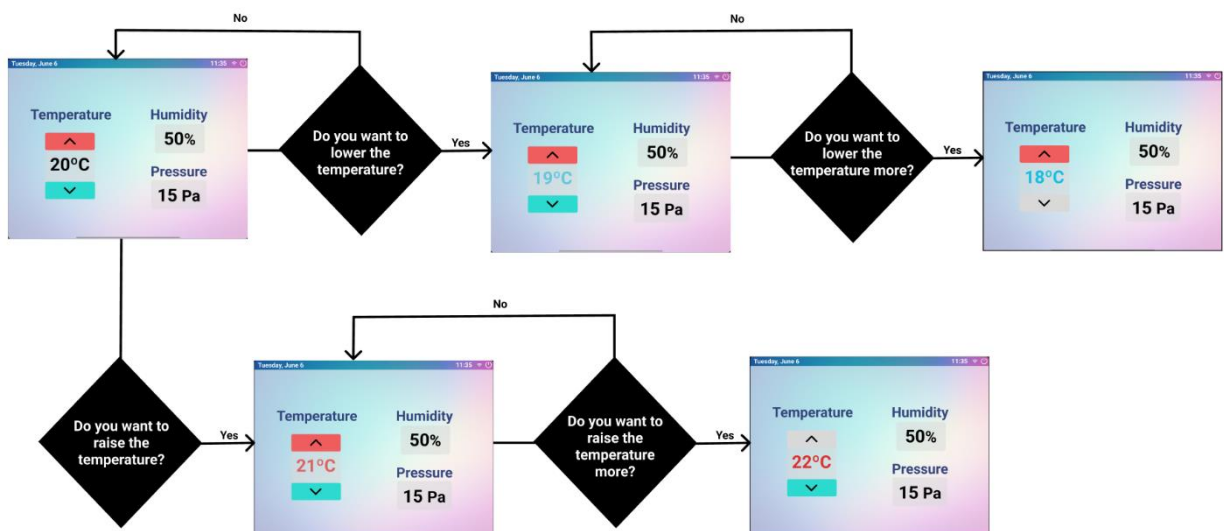 No
Tuesday, June 6
11:35
Temperature
Humidity
20ºC
50%
Pressure
15 Pa
Do you want to
lower the
temperature?
Yes
No
Tuesday, June 6
11:35
Temperature
Humidity
19ºC
50%
Pressure
15 Pa
Do you want to
lower the
temperature more?
Yes
Tuesday, June 6
11:35
Temperature
Humidity
18ºC
50%
Pressure
15 Pa
Do you want to
raise the
temperature?
Yes
No
Tuesday, June 6
11:35
Temperature
Humidity
21ºC
50%
Pressure
15 Pa
Do you want to
raise the
temperature
more?
Yes
Tuesday, June 6
11:35
Temperature
Humidity
22ºC
50%
Pressure
15 Pa